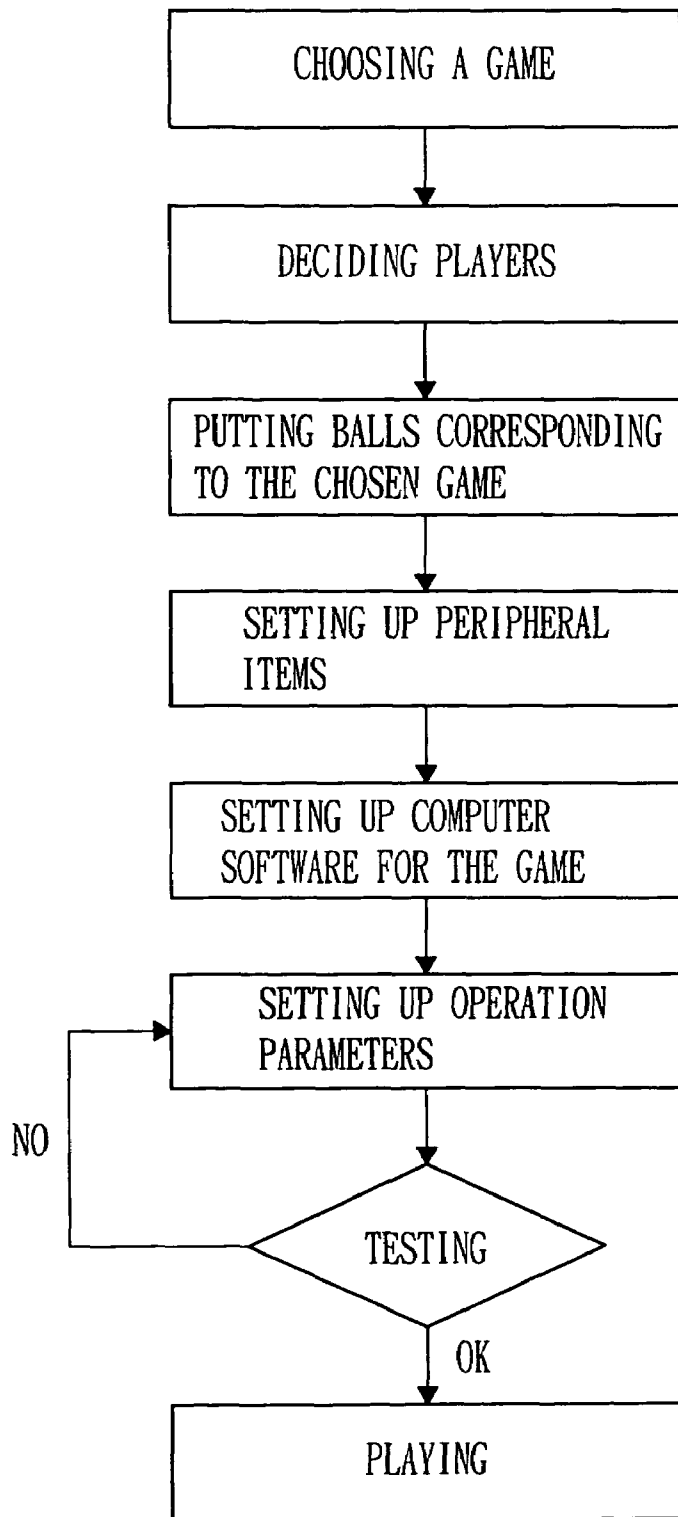 CHOOSING A GAME
DECIDING PLAYERS
PUTTING BALLS CORRESPONDING
TO THE CHOSEN GAME
SETTING UP PERIPHERAL
ITEMS
SETTING UP COMPUTER
SOFTWARE FOR THE GAME
SETTING UP OPERATION
PARAMETERS
NO
TESTING
OK
PLAYING